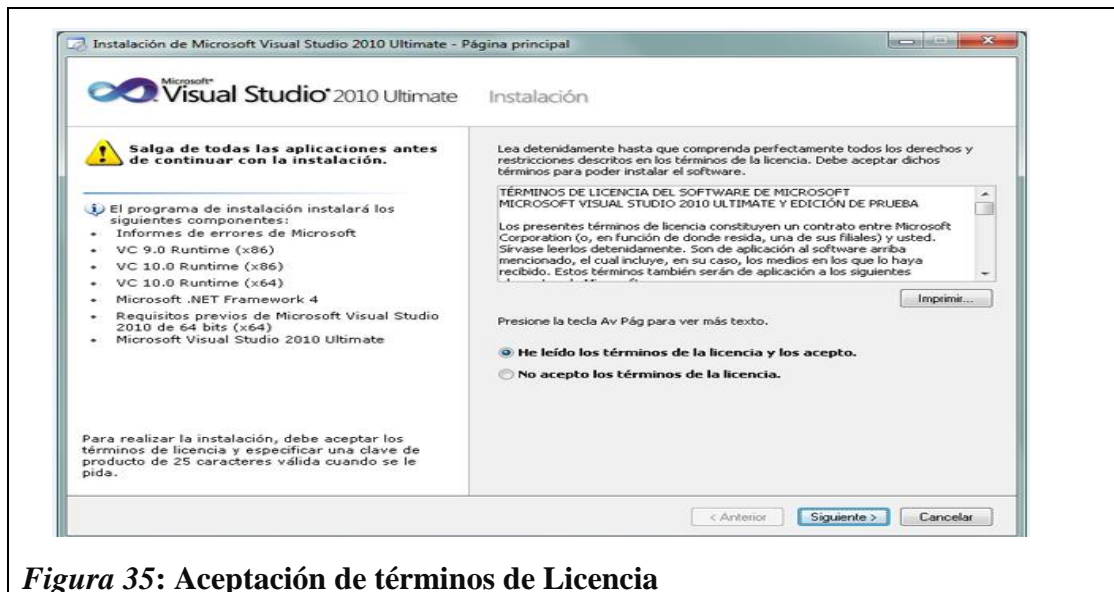 Instalación de Microsoft Visual Studio 2010 Ultimate - Página principal
Microsoft
Visual Studio 2010 Ultimate
Instalación
Salga de todas las aplicaciones antes
de continuar con la instalación.
El programa de instalación instalará los
siguientes componentes:
• Informes de errores de Microsoft
• VC 9.0 Runtime (x86)
• VC 10.0 Runtime (x86)
• VC 10.0 Runtime (x64)
• Microsoft .NET Framework 4
• Requisitos previos de Microsoft Visual Studio
2010 de 64 bits (x64)
• Microsoft Visual Studio 2010 Ultimate
Para realizar la instalación, debe aceptar los
términos de licencia y especificar una clave de
producto de 25 caracteres válida cuando se le
pida.
Lea detenidamente hasta que comprenda perfectamente todos los derechos y
restricciones descritos en los términos de la licencia. Debe aceptar dichos
términos para poder instalar el software.
TÉRMINOS DE LICENCIA DEL SOFTWARE DE MICROSOFT
MICROSOFT VISUAL STUDIO 2010 ULTIMATE Y EDICIÓN DE PRUEBA
Los presentes términos de licencia constituyen un contrato entre Microsoft
Corporation (o, en función de donde resida, una de sus filiales) y usted.
Sírvase leerlos detenidamente. Son de aplicación al software arriba
mencionado, el cual incluye, en su caso, los medios en los que lo haya
recibido. Estos términos también serán de aplicación a los siguientes
Imprimir...
Presione la tecla Av Pág para ver más texto.
He leído los términos de la licencia y los acepto.
No acepto los términos de la licencia.
< Anterior
Siguiente >
Cancelar
Figura 35: Aceptación de términos de Licencia